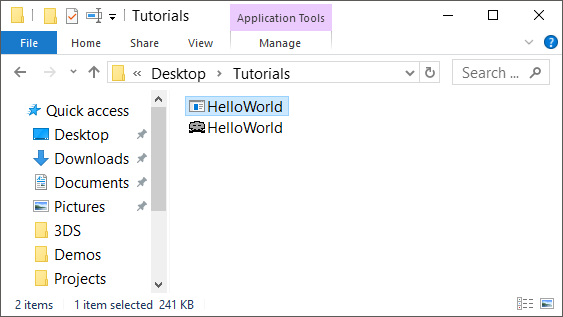 Tutorials
Application Tools
File
Home
Share
View
Manage
« Desktop > Tutorials
Search ...
Quick access
Desktop
Downloads
Documents
Pictures
3DS
Demos
Projects
HelloWorld
HelloWorld
2 items 1 item selected 241 KB